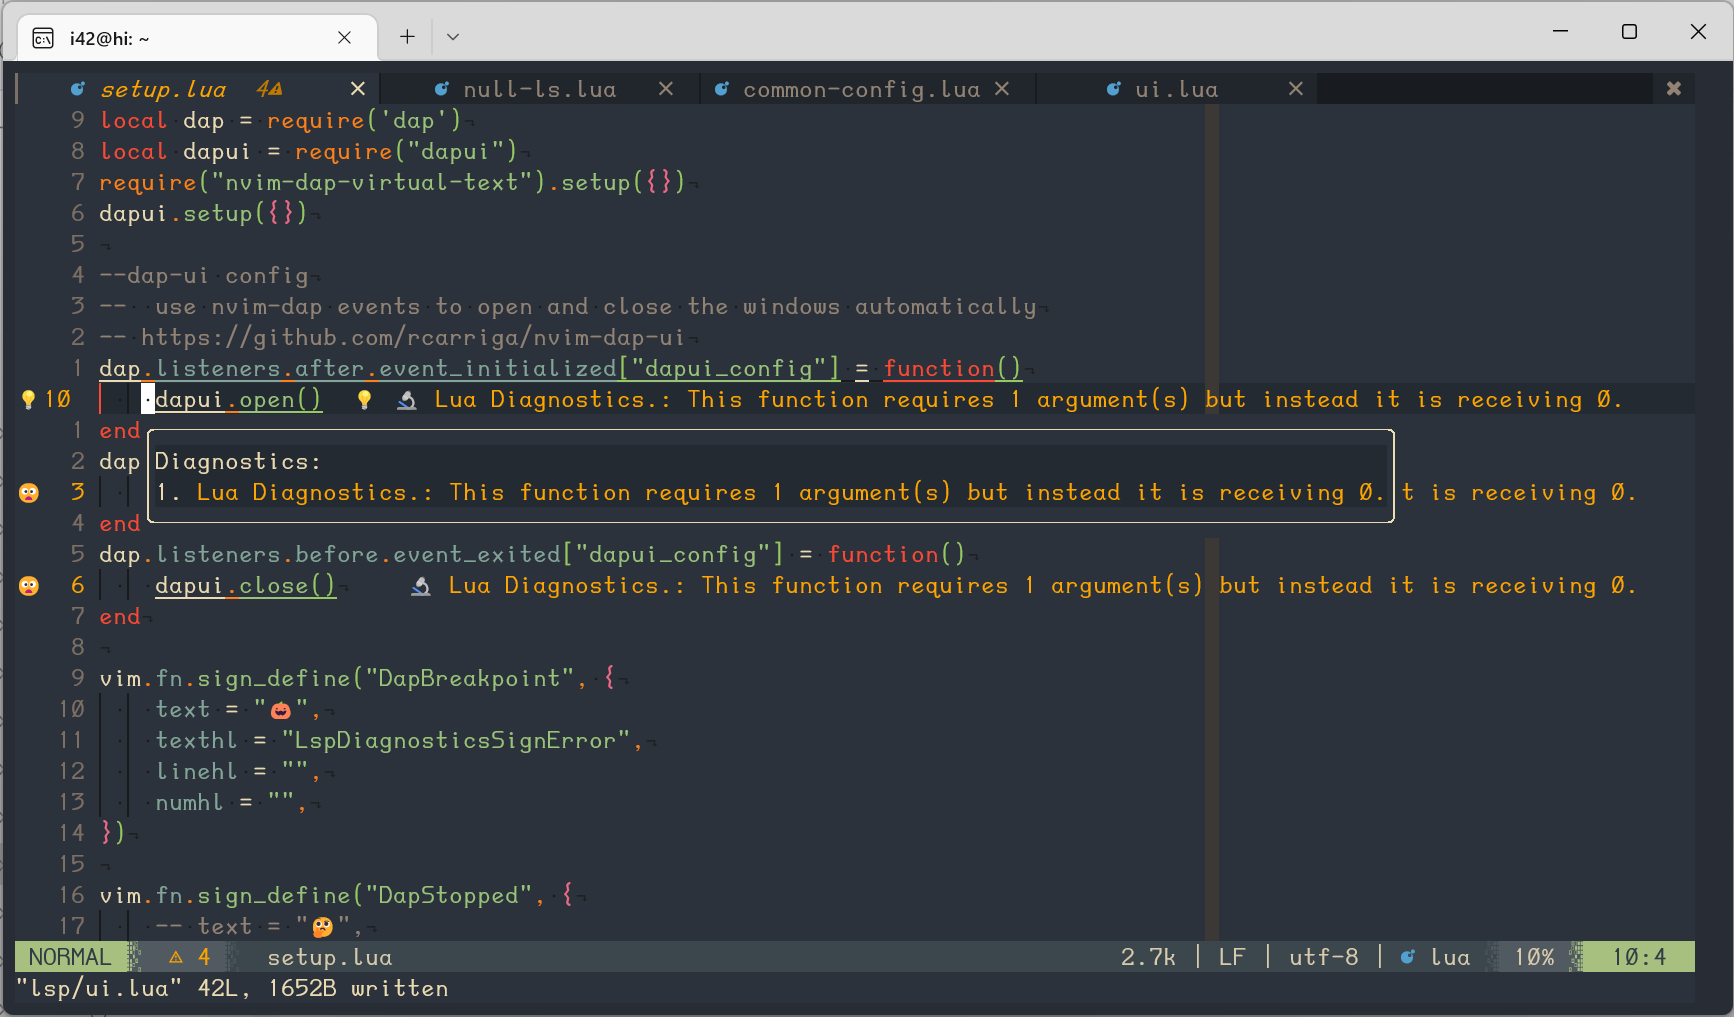 i42@hi: ~
setup.lua 4⚠ null-ls.lua common-config.lua ui.lua
9 local dap = require('dap')¬
8 local dapui = require("dapui")¬
7 require("nvim-dap-virtual-text").setup({})¬
6 dapui.setup({})¬
5 ¬
4 --dap-ui config¬
3 -- use nvim-dap events to open and close the windows automatically¬
2 -- https://github.com/rcarriga/nvim-dap-ui¬
1 dap.listeners.after.event_initialized["dapui_config"] = function()¬
💡10 dapui.open() 💡 🔬 Lua Diagnostics.: This function requires 1 argument(s) but instead it is receiving 0.
1 end
2 dap
Diagnostics:
3 1. Lua Diagnostics.: This function requires 1 argument(s) but instead it is receiving 0. t is receiving 0.
4 end
5 dap.listeners.before.event_exited["dapui_config"] = function()¬
6 dapui.close()¬ 🔬 Lua Diagnostics.: This function requires 1 argument(s) but instead it is receiving 0.
7 end¬
8 ¬
9 vim.fn.sign_define("DapBreakpoint", {¬
10 text = "🎃",¬
11 texthl = "LspDiagnosticsSignError",¬
12 linehl = "",¬
13 numhl = "",¬
14 })¬
15 ¬
16 vim.fn.sign_define("DapStopped", {¬
17 -- text = "🤔",¬
NORMAL ⚠ 4 setup.lua 2.7k | LF | utf-8 | lua 10% 10:4
"lsp/ui.lua" 42L, 1652B written